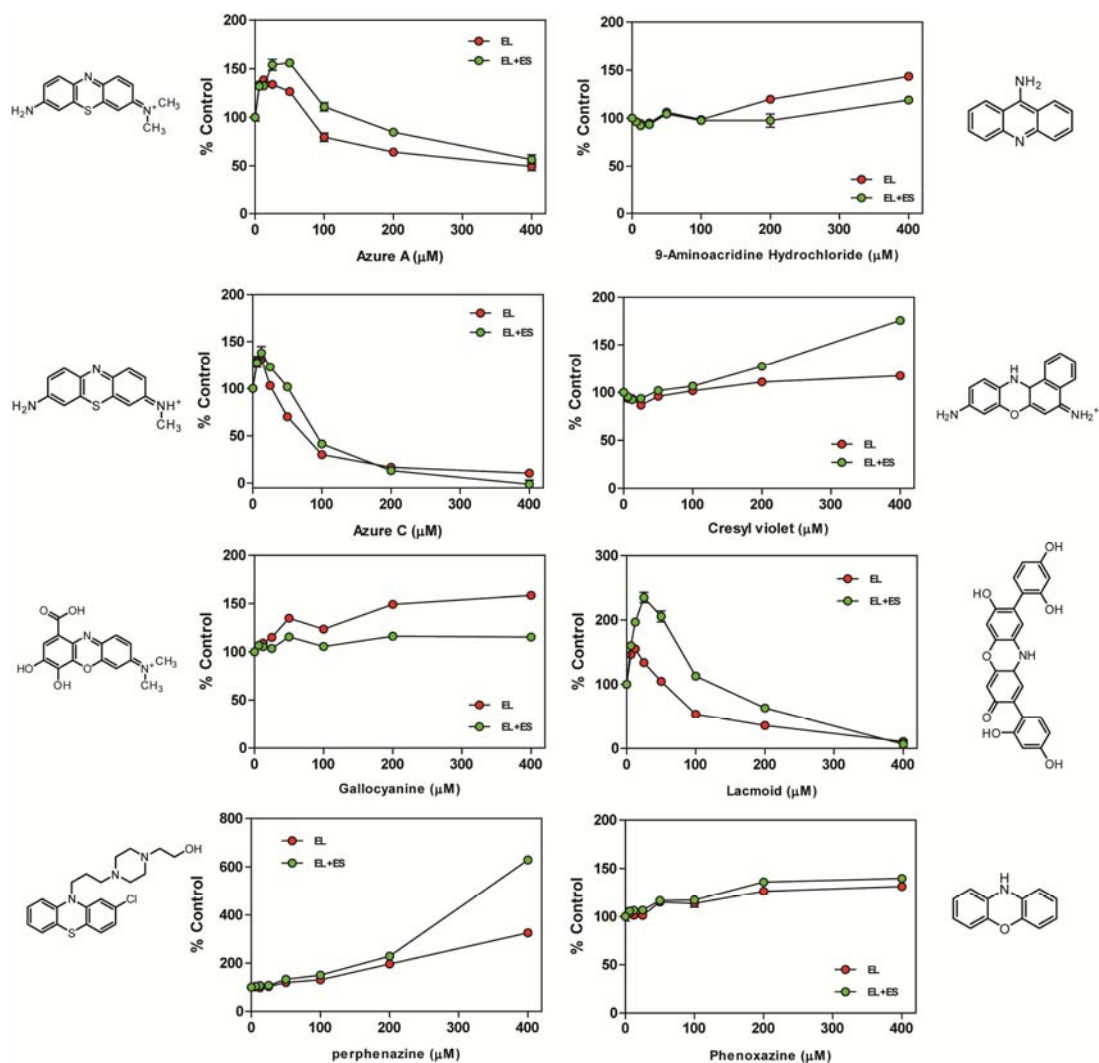 200
150
100
50
0
% Control
EL
EL+ES
0 100 200 300 400
Azure A (μM)
H₂N
N
S
N⁺
CH₃
CH₃
200
150
100
50
0
% Control
EL
EL+ES
0 100 200 300 400
9-Aminoacridine Hydrochloride (μM)
NH₂
N
H₂N
N
S
NH⁺
CH₃
200
150
100
50
0
% Control
EL
EL+ES
0 100 200 300 400
Azure C (μM)
200
150
100
50
0
% Control
EL
EL+ES
0 100 200 300 400
Cresyl violet (μM)
H
N
H₂N
O
NH₂⁺
O
OH
N
HO
O
OH
N⁺
CH₃
CH₃
200
150
100
50
0
% Control
EL
EL+ES
0 100 200 300 400
Gallocyanine (μM)
300
200
100
0
% Control
EL
EL+ES
0 100 200 300 400
Lacmoid (μM)
OH
HO
OH
O
NH
O
HO
OH
OH
N
N
N
Cl
S
800
600
400
200
0
% Control
EL
EL+ES
0 100 200 300 400
perphenazine (μM)
200
150
100
50
0
% Control
EL
EL+ES
0 100 200 300 400
Phenoxazine (μM)
H
N
O